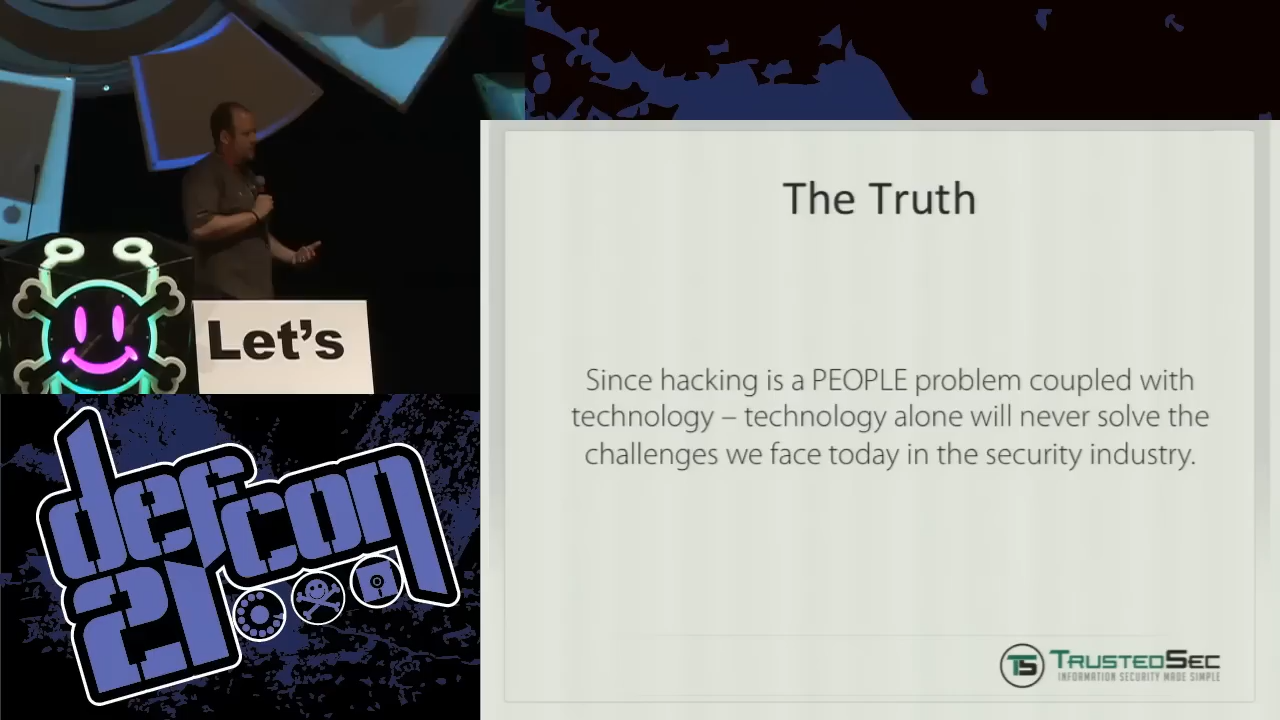 Let's
defcon
21
The Truth
Since hacking is a PEOPLE problem coupled with
technology – technology alone will never solve the
challenges we face today in the security industry.
TS TRUSTEDSEC
INFORMATION SECURITY MADE SIMPLE